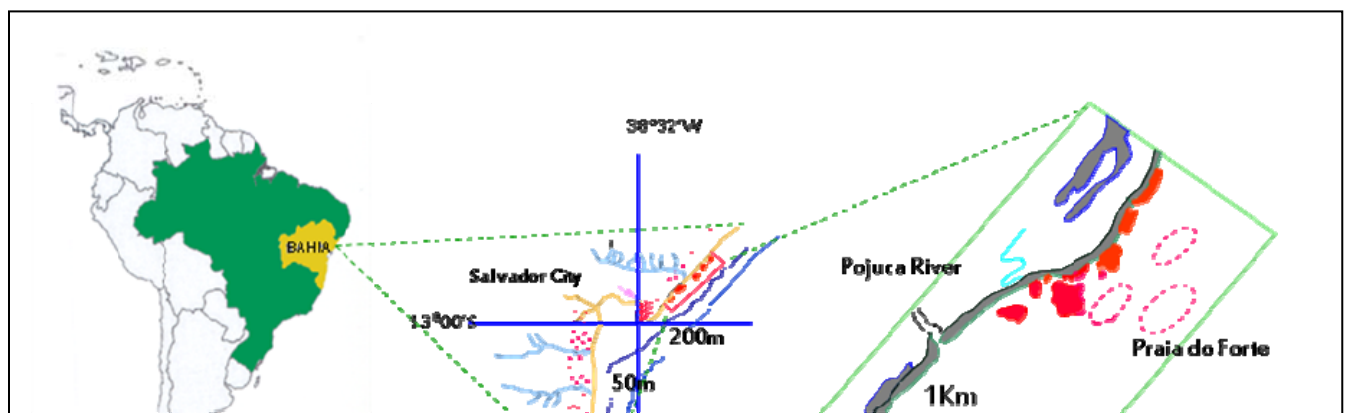 38°32'W
BAHIA
Salvador City
Pojuca River
13°00'S
200m
Praia do Forte
50m
1Km